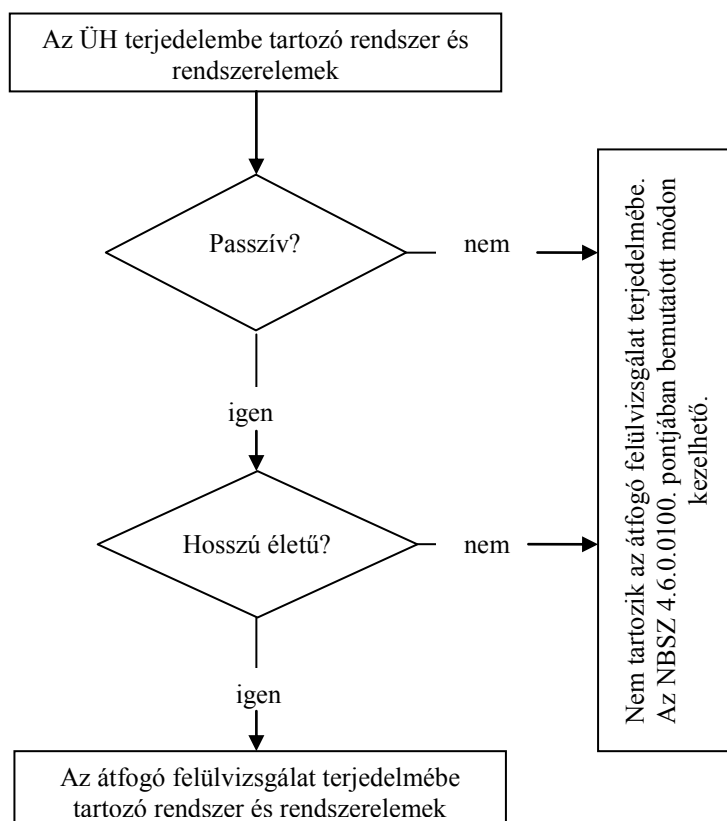 Az ÜH terjedelembe tartozó rendszer és
rendszerelemek
Passzív?
nem
igen
Hosszú életű?
nem
igen
Nem tartozik az átfogó felülvizsgálat terjedelmébe.
Az NBSZ 4.6.0.0100. pontjában bemutatott módon
kezelhető.
Az átfogó felülvizsgálat terjedelmébe
tartozó rendszer és rendszerelemek